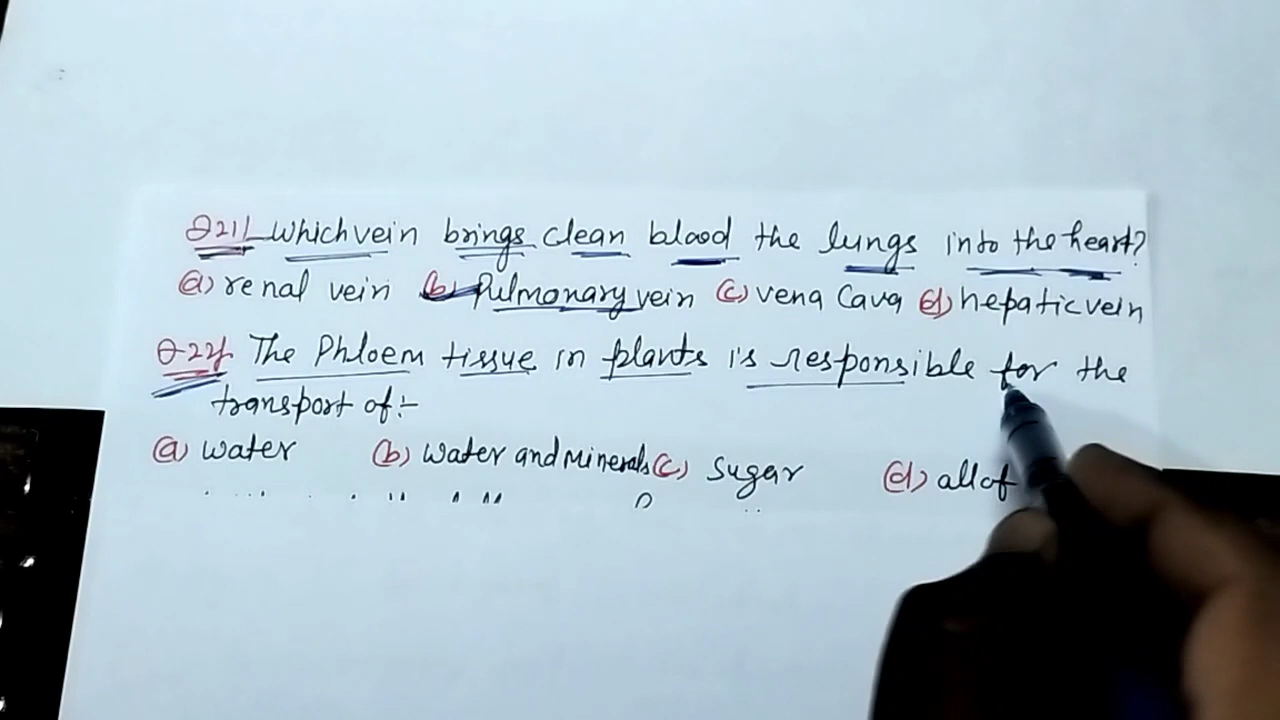 Q21) Which vein brings clean blood the lungs into the heart?
(a) renal vein (b) Pulmonary vein (c) vena Cava (d) hepatic vein
Q22) The Phloem tissue in plants is responsible for the
transport of:-
(a) water (b) water and Minerals (c) Sugar (d) all of